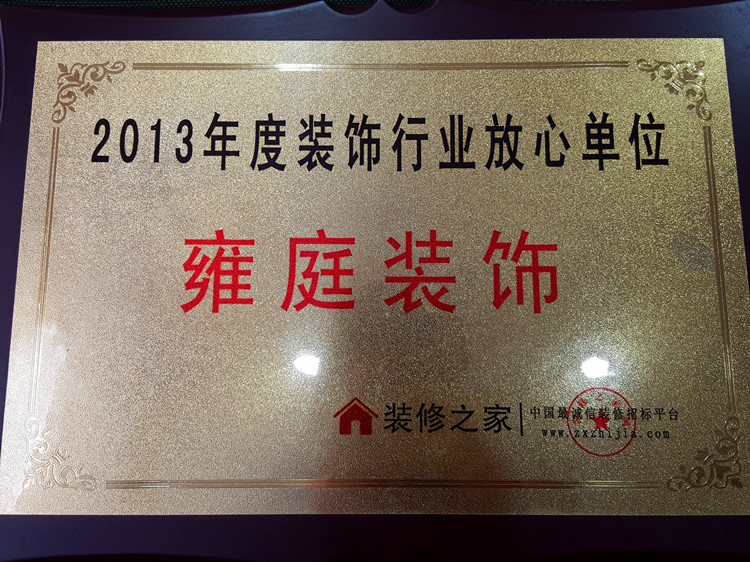 2013年度装饰行业放心单位
雍庭装饰
装修之家
中国最诚信装修招标平台
www.zxzhijia.com